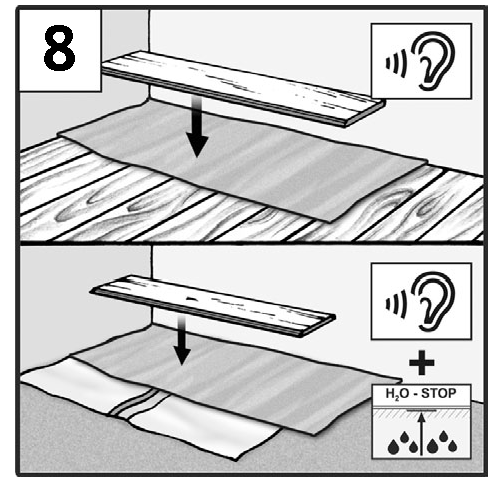 8
+
H₂O - STOP